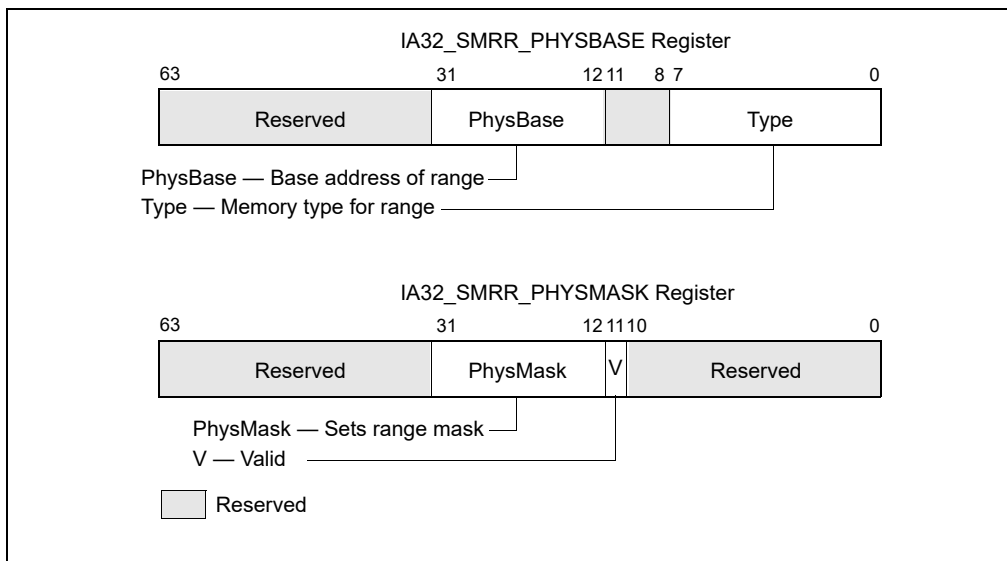 IA32_SMRR_PHYSBASE Register
63 31 12 11 8 7 0
Reserved PhysBase Type
PhysBase — Base address of range
Type — Memory type for range
IA32_SMRR_PHYSMASK Register
63 31 12 11 10 0
Reserved PhysMask V Reserved
PhysMask — Sets range mask
V — Valid
Reserved